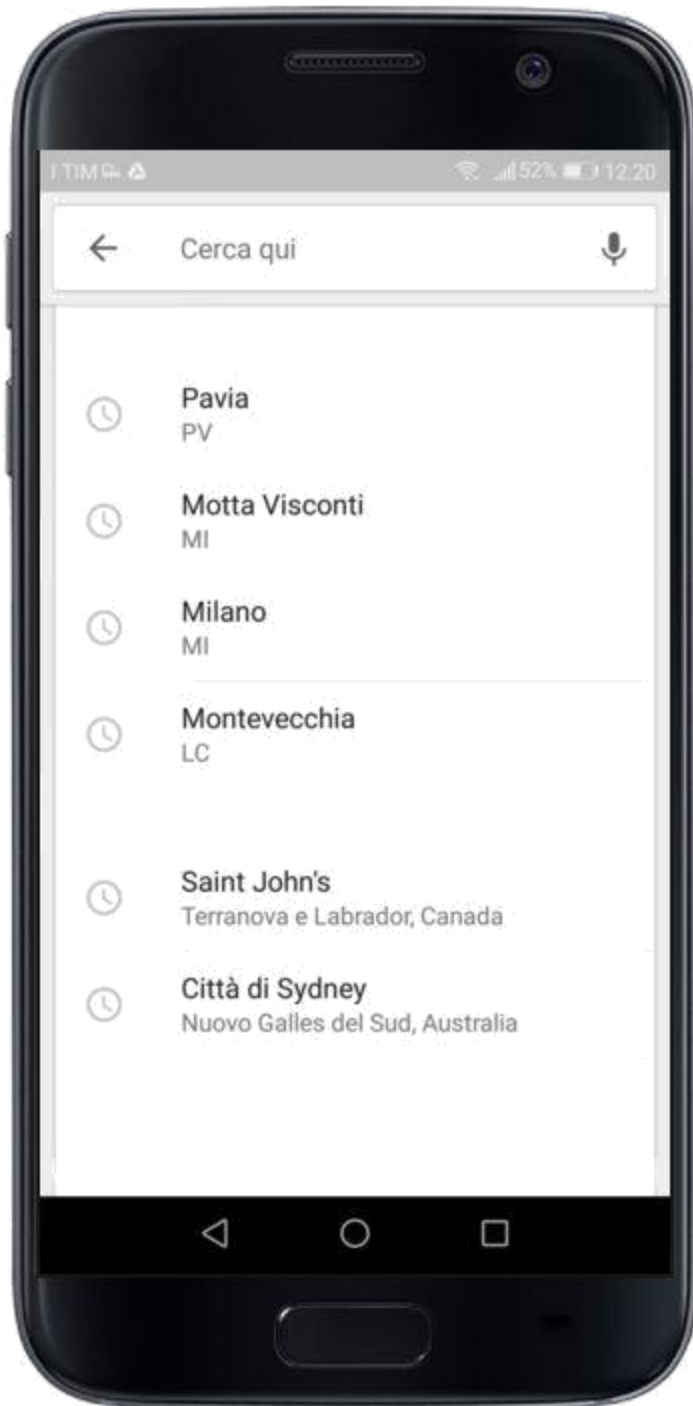 I TIM 52% 12:20
Cerca qui
Pavia
PV
Motta Visconti
MI
Milano
MI
Montevecchia
LC
Saint John's
Terranova e Labrador, Canada
Città di Sydney
Nuovo Galles del Sud, Australia